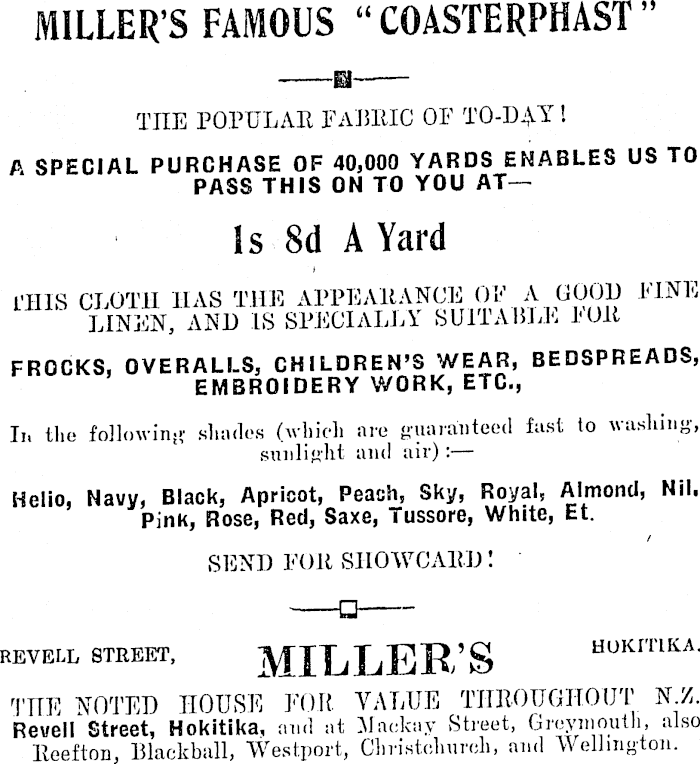 MILLER'S FAMOUS "COASTERPHAST"
THE POPULAR FABRIC OF TO-DAY!
A SPECIAL PURCHASE OF 40,000 YARDS ENABLES US TO
PASS THIS ON TO YOU AT—
1s 8d A Yard
THIS CLOTH HAS THE APPEARANCE OF A GOOD FINE
LINEN, AND IS SPECIALLY SUITABLE FOR
FROCKS, OVERALLS, CHILDREN'S WEAR, BEDSPREADS,
EMBROIDERY WORK, ETC.,
In the following shades (which are guaranteed fast to washing,
sunlight and air):—
Helio, Navy, Black, Apricot, Peach, Sky, Royal, Almond, Nil,
Pink, Rose, Red, Saxe, Tussore, White, Et.
SEND FOR SHOWCARD!
REVELL STREET, MILLER'S HOKITIKA.
THE NOTED HOUSE FOR VALUE THROUGHOUT N.Z.
Revell Street, Hokitika, and at Mackay Street, Greymouth, also
Reefton, Blackball, Westport, Christchurch, and Wellington.